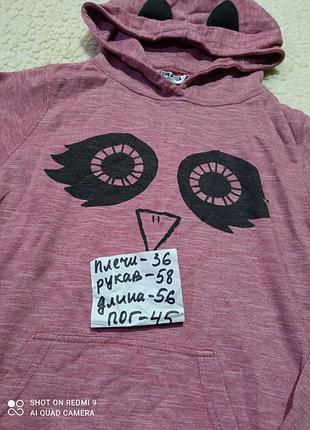 плечи-36
рукав-58
длина-56
ПОГ-45
SHOT ON REDMI 9
AI QUAD CAMERA